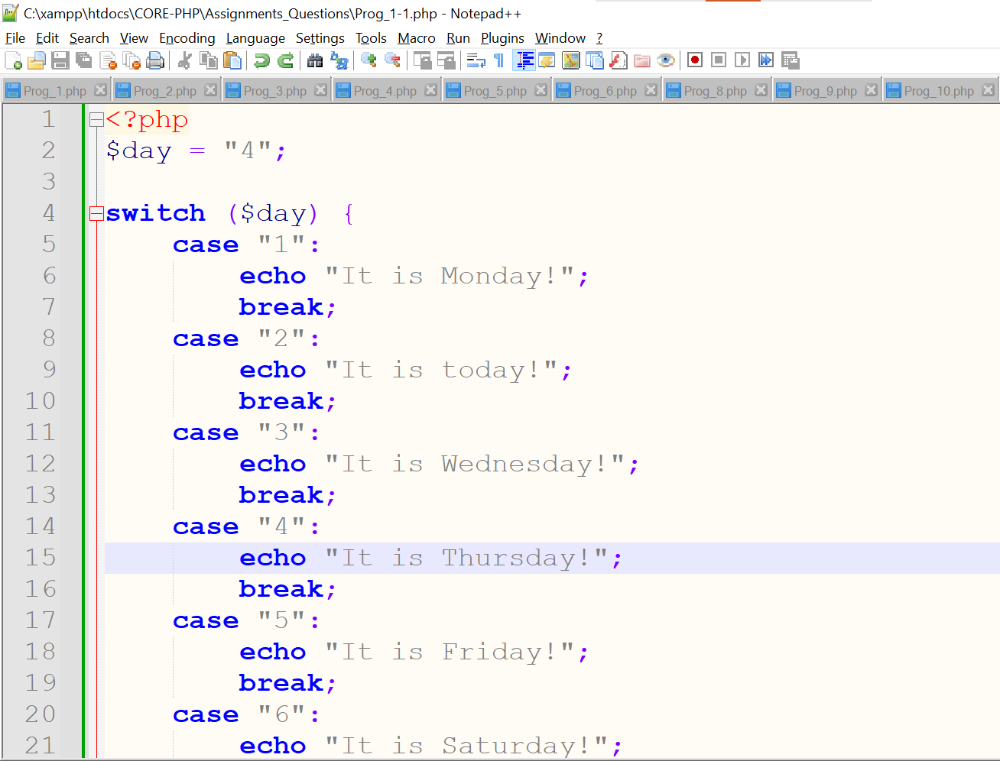 C:\xampp\htdocs\CORE-PHP\Assignments_Questions\Prog_1-1.php - Notepad++
File Edit Search View Encoding Language Settings Tools Macro Run Plugins Window ?
Prog_1.php Prog_2.php Prog_3.php Prog_4.php Prog_5.php Prog_6.php Prog_8.php Prog_9.php Prog_10.php
1 <?php
2 $day = "4";
3
4 switch ($day) {
5 case "1":
6 echo "It is Monday!";
7 break;
8 case "2":
9 echo "It is today!";
10 break;
11 case "3":
12 echo "It is Wednesday!";
13 break;
14 case "4":
15 echo "It is Thursday!";
16 break;
17 case "5":
18 echo "It is Friday!";
19 break;
20 case "6":
21 echo "It is Saturday!";